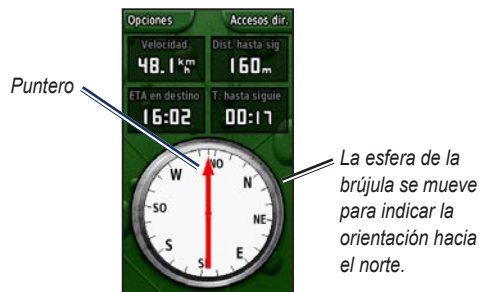 Opciones
Accesos dir.
Velocidad
Dist. hasta sig
48.1 km/h
160m
ETA en destino
T. hasta siguie
16:02
00:17
Puntero
NO
W
N
SO
NE
S
E
La esfera de la
brújula se mueve
para indicar la
orientación hacia
el norte.